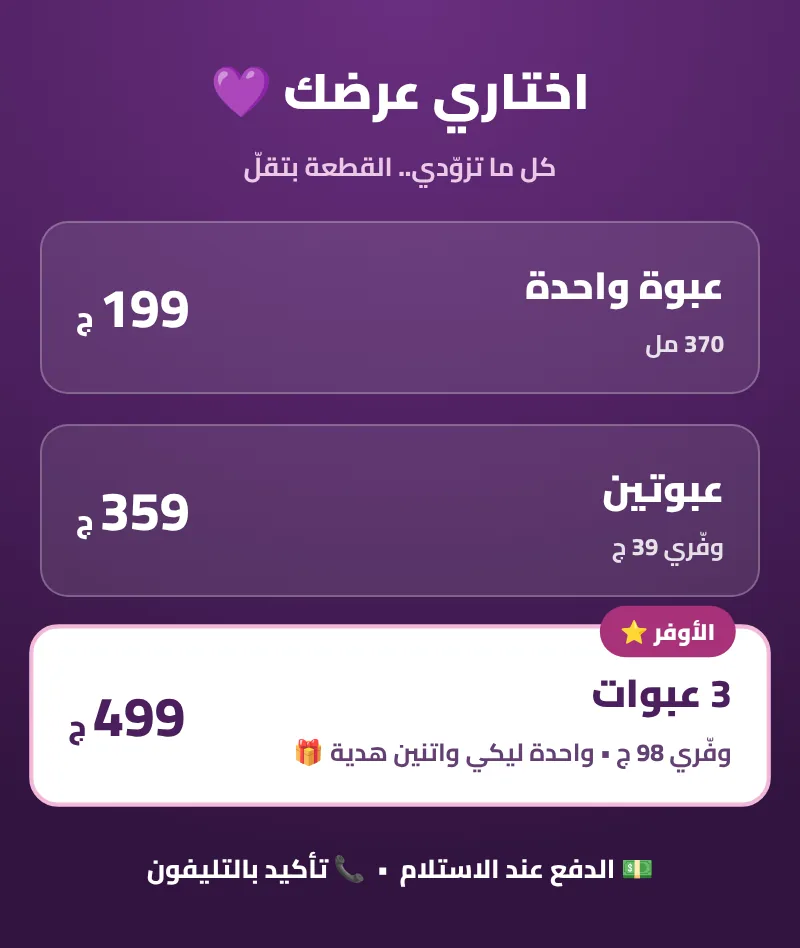 اختاري عرضك 💜
كل ما تزوّدي.. القطعة بتقلّ
عبوة واحدة
370 مل
199 ج
عبوتين
وفّري 39 ج
359 ج
الأوفر ⭐
3 عبوات
وفّري 98 ج • واحدة ليكي واتنين هدية 🎁
499 ج
💵 الدفع عند الاستلام • 📞 تأكيد بالتليفون